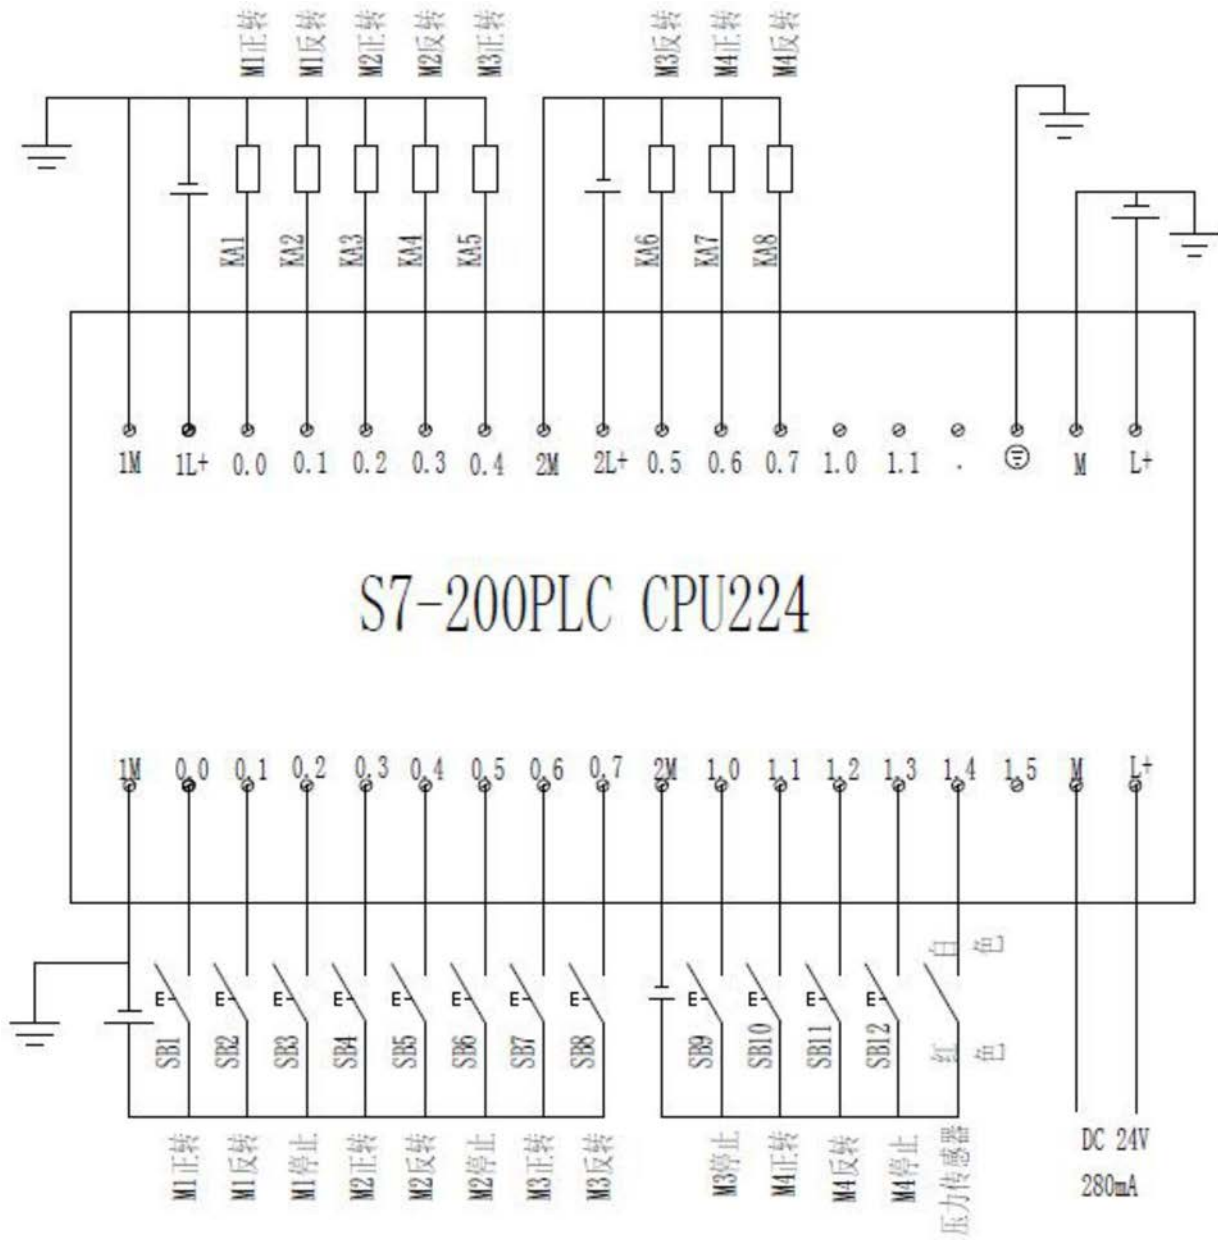 M1正转
M1反转
M2正转
M2反转
M3正转
M3反转
M4正转
M4反转
KA1
KA2
KA3
KA4
KA5
KA6
KA7
KA8
1M 1L+ 0.0 0.1 0.2 0.3 0.4 2M 2L+ 0.5 0.6 0.7 1.0 1.1 . M L+
S7-200PLC CPU224
1M 0.0 0.1 0.2 0.3 0.4 0.5 0.6 0.7 2M 1.0 1.1 1.2 1.3 1.4 1.5 M L+
白色
E E E E E E E E E E E E
SB1
SB2
SB3
SB4
SB5
SB6
SB7
SB8
SB9
SB10
SB11
SB12
红色
M1正转
M1反转
M1停止
M2正转
M2反转
M2停止
M3正转
M3反转
M3停止
M4正转
M4反转
M4停止
压力传感器
DC 24V
280mA